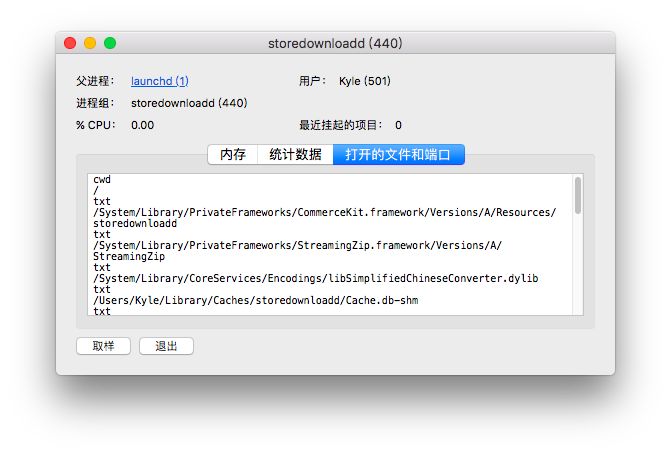 storedownloadd (440)
父进程： launchd (1) 用户： Kyle (501)
进程组： storedownloadd (440)
% CPU： 0.00 最近挂起的项目： 0
内存 统计数据 打开的文件和端口
cwd
/
txt
/System/Library/PrivateFrameworks/CommerceKit.framework/Versions/A/Resources/
storedownloadd
txt
/System/Library/PrivateFrameworks/StreamingZip.framework/Versions/A/
StreamingZip
txt
/System/Library/CoreServices/Encodings/libSimplifiedChineseConverter.dylib
txt
/Users/Kyle/Library/Caches/storedownloadd/Cache.db-shm
txt
取样 退出